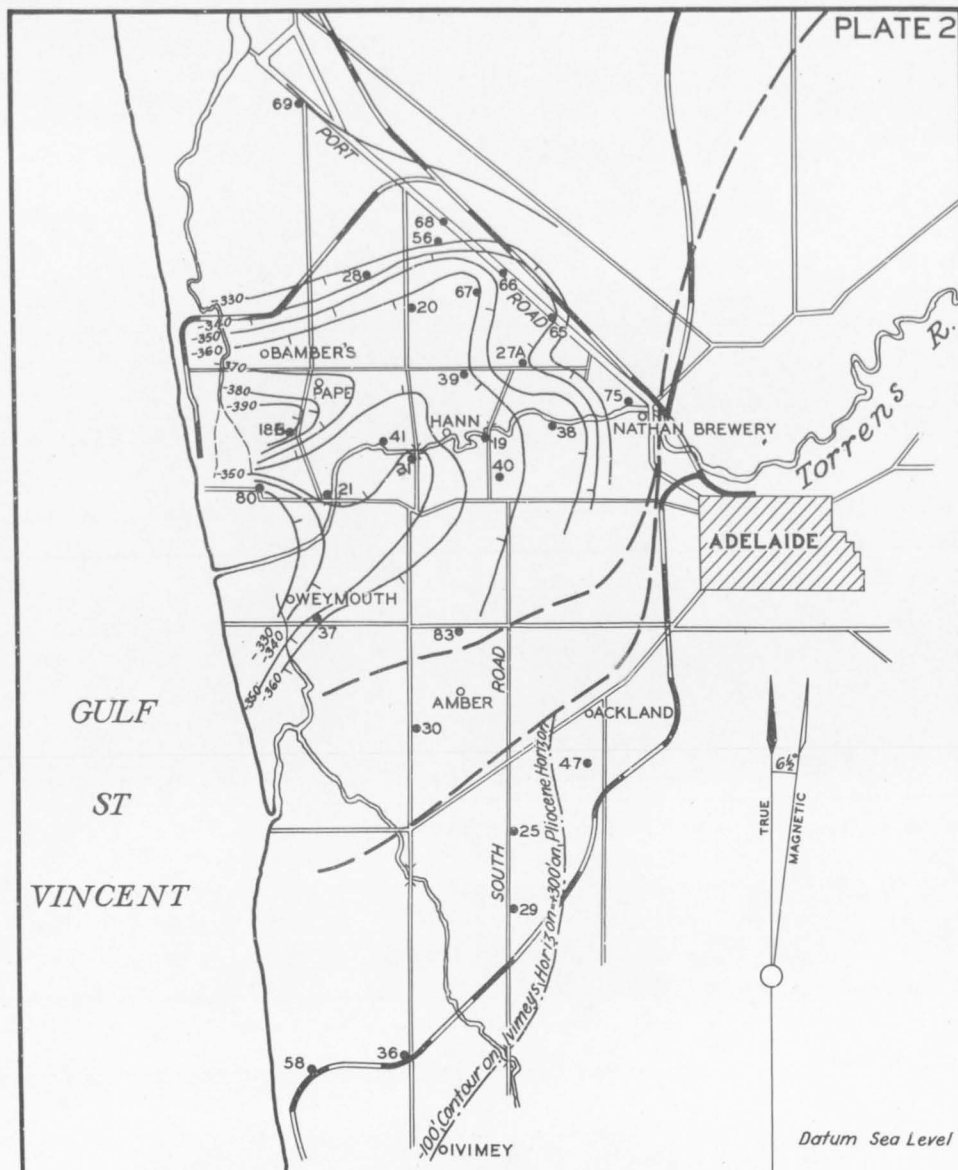 PLATE 2
69
PORT
ROAD
68
56
28
66
67
20
65
-330
-340
-350
-360
-370
-380
-390
BAMBER'S
27A
PAPE
39
75
HANN
NATHAN BREWERY
38
41
19
40
31
-350
80
21
Torrens R.
ADELAIDE
WEYMOUTH
37
83
-330
-340
-350
-360
ROAD
AMBER
GULF
ST
VINCENT
30
ACKLAND
47
6½°
TRUE
MAGNETIC
25
SOUTH
29
-100' Contour on Ivimeys Horizon = +300' on Pliocene Horizon
36
58
IVIMEY
Datum Sea Level